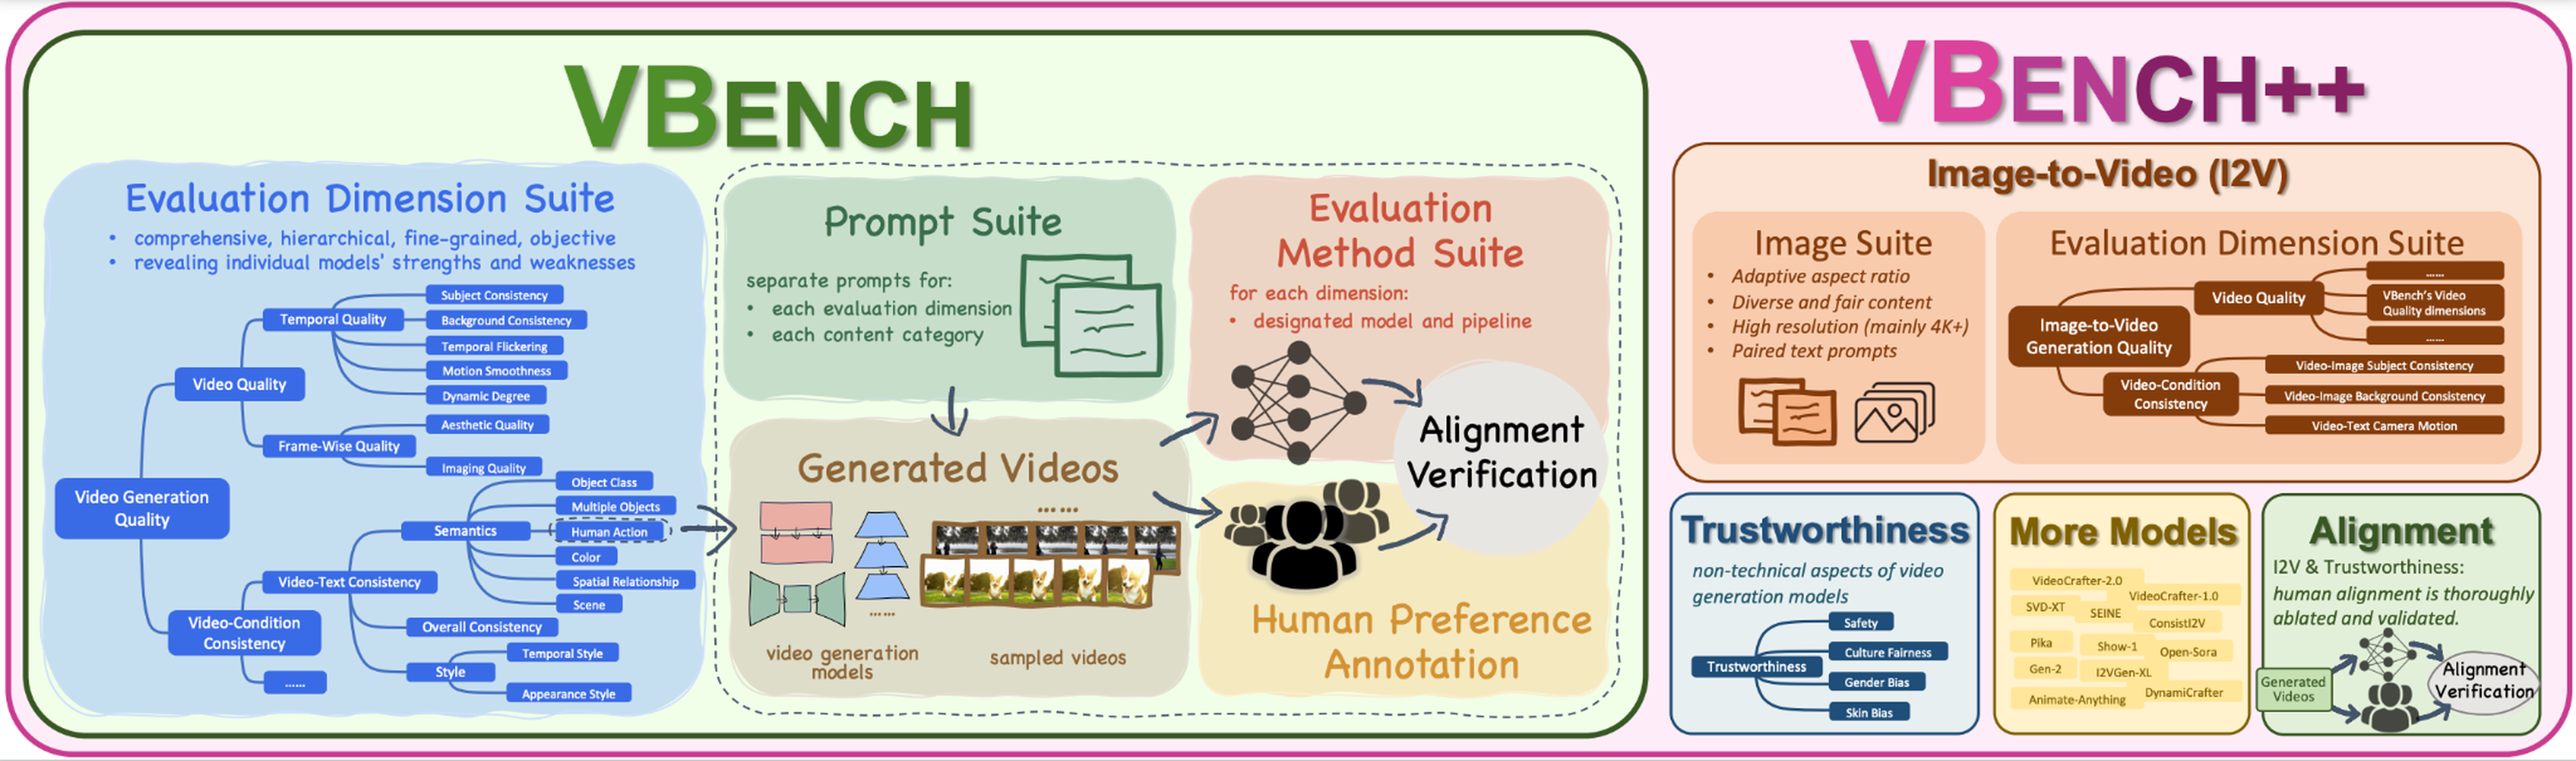 VBENCH
Evaluation Dimension Suite
• comprehensive, hierarchical, fine-grained, objective
• revealing individual models' strengths and weaknesses
Video Generation
Quality
Video Quality
Temporal Quality
Subject Consistency
Background Consistency
Temporal Flickering
Motion Smoothness
Dynamic Degree
Frame-Wise Quality
Aesthetic Quality
Imaging Quality
Video-Condition
Consistency
Video-Text Consistency
Semantics
Object Class
Multiple Objects
Human Action
Color
Spatial Relationship
Scene
Overall Consistency
Style
Temporal Style
Appearance Style
......
Prompt Suite
separate prompts for:
• each evaluation dimension
• each content category
Generated Videos
......
......
video generation
models
sampled videos
Evaluation
Method Suite
for each dimension:
• designated model and pipeline
Alignment
Verification
Human Preference
Annotation
VBENCH++
Image-to-Video (I2V)
Image Suite
• Adaptive aspect ratio
• Diverse and fair content
• High resolution (mainly 4K+)
• Paired text prompts
Evaluation Dimension Suite
Image-to-Video
Generation Quality
Video Quality
......
VBench's Video
Quality dimensions
......
Video-Condition
Consistency
Video-Image Subject Consistency
Video-Image Background Consistency
Video-Text Camera Motion
Trustworthiness
non-technical aspects of video
generation models
Trustworthiness
Safety
Culture Fairness
Gender Bias
Skin Bias
More Models
VideoCrafter-2.0
VideoCrafter-1.0
SVD-XT
SEINE
ConsistI2V
Pika
Show-1
Open-Sora
Gen-2
I2VGen-XL
Animate-Anything
DynamiCrafter
Alignment
I2V & Trustworthiness:
human alignment is thoroughly
ablated and validated.
Generated
Videos
Alignment
Verification